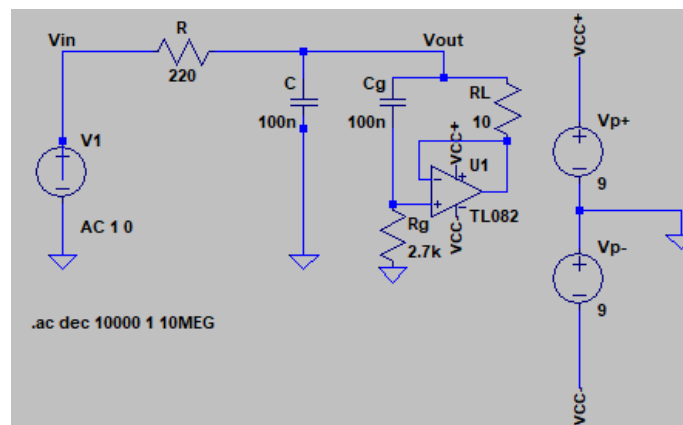 Vin
R
220
Vout
C
100n
Cg
100n
RL
10
VCC+
U1
TL082
VCC-
Rg
2.7k
V1
AC 1 0
.ac dec 10000 1 10MEG
VCC+
Vp+
9
Vp-
9
VCC-